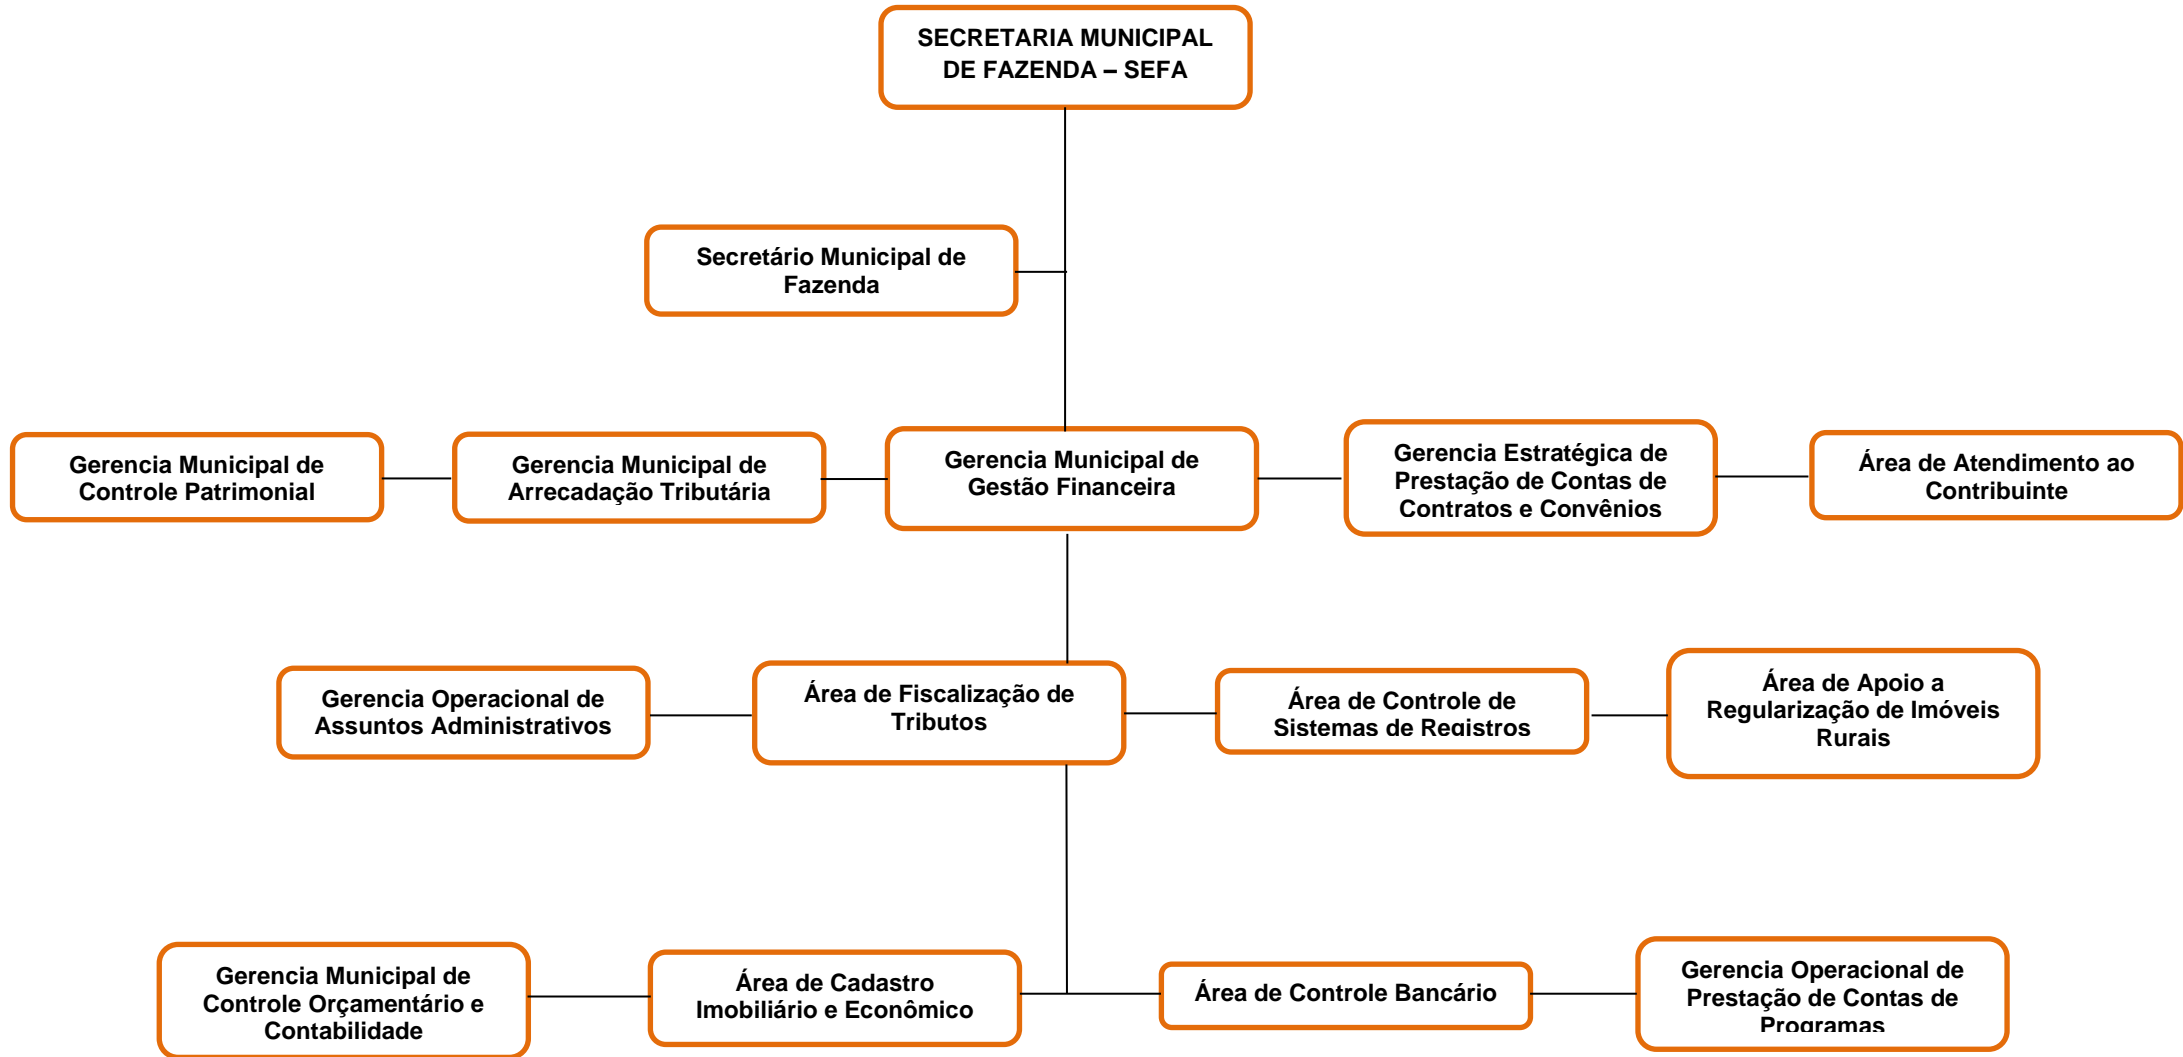 SECRETARIA MUNICIPAL
DE FAZENDA – SEFA
Secretário Municipal de
Fazenda
Gerencia Municipal de
Controle Patrimonial
Gerencia Municipal de
Arrecadação Tributária
Gerencia Municipal de
Gestão Financeira
Gerencia Estratégica de
Prestação de Contas de
Contratos e Convênios
Área de Atendimento ao
Contribuinte
Gerencia Operacional de
Assuntos Administrativos
Área de Fiscalização de
Tributos
Área de Controle de
Sistemas de Registros
Área de Apoio a
Regularização de Imóveis
Rurais
Gerencia Municipal de
Controle Orçamentário e
Contabilidade
Área de Cadastro
Imobiliário e Econômico
Área de Controle Bancário
Gerencia Operacional de
Prestação de Contas de
Programas